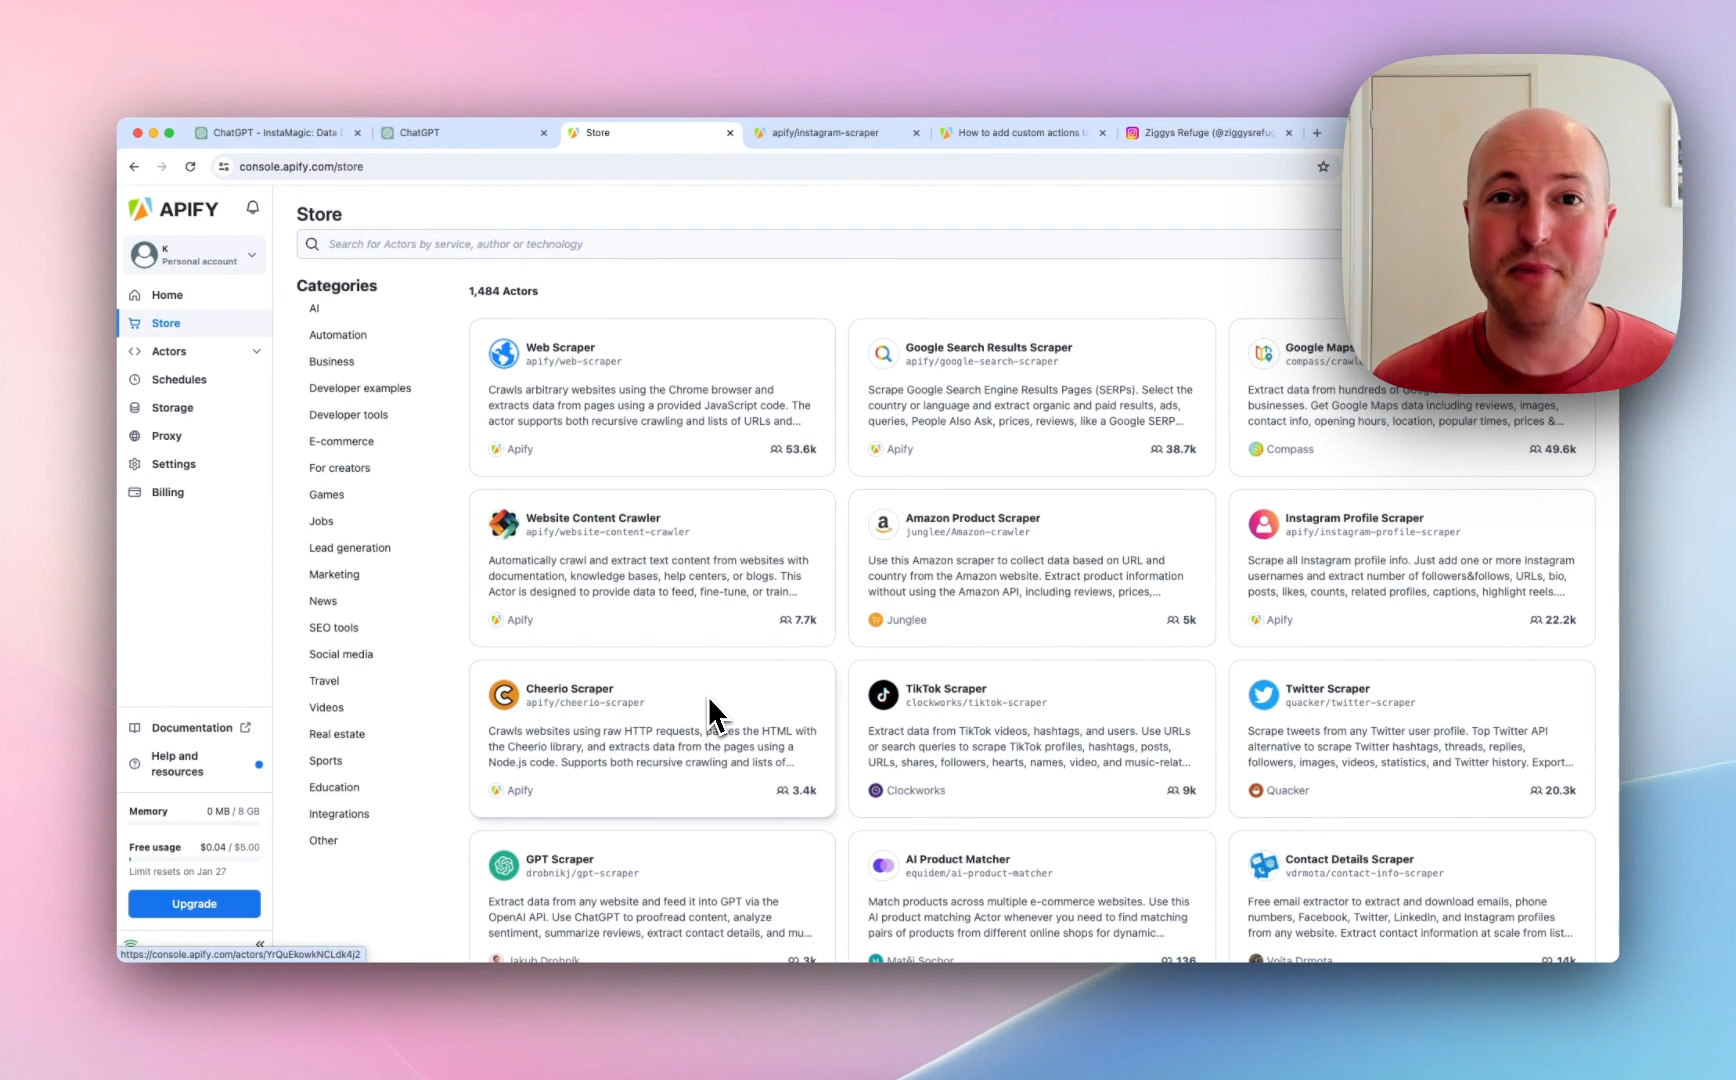 ChatGPT - InstaMagic: Data
ChatGPT
Store
apify/instagram-scraper
How to add custom actions to
Ziggys Refuge (@ziggysrefug
console.apify.com/store
APIFY
K
Personal account
Home
Store
Actors
Schedules
Storage
Proxy
Settings
Billing
Documentation
Help and
resources
Memory 0 MB / 8 GB
Free usage $0.04 / $5.00
Limit resets on Jan 27
Upgrade
https://console.apify.com/actors/YrQuEkowkNCLdk4j2
Store
Search for Actors by service, author or technology
Categories
AI
Automation
Business
Developer examples
Developer tools
E-commerce
For creators
Games
Jobs
Lead generation
Marketing
News
SEO tools
Social media
Travel
Videos
Real estate
Sports
Education
Integrations
Other
1,484 Actors
Web Scraper
apify/web-scraper
Crawls arbitrary websites using the Chrome browser and
extracts data from pages using a provided JavaScript code. The
actor supports both recursive crawling and lists of URLs and...
Apify 53.6k
Google Search Results Scraper
apify/google-search-scraper
Scrape Google Search Engine Results Pages (SERPs). Select the
country or language and extract organic and paid results, ads,
queries, People Also Ask, prices, reviews, like a Google SERP...
Apify 38.7k
Google Maps
compass/crawl
Extract data from hundreds of
businesses. Get Google Maps data including reviews, images,
contact info, opening hours, location, popular times, prices &...
Compass 49.6k
Website Content Crawler
apify/website-content-crawler
Automatically crawl and extract text content from websites with
documentation, knowledge bases, help centers, or blogs. This
Actor is designed to provide data to feed, fine-tune, or train...
Apify 7.7k
Amazon Product Scraper
junglee/Amazon-crawler
Use this Amazon scraper to collect data based on URL and
country from the Amazon website. Extract product information
without using the Amazon API, including reviews, prices,...
Junglee 5k
Instagram Profile Scraper
apify/instagram-profile-scraper
Scrape all Instagram profile info. Just add one or more Instagram
usernames and extract number of followers&follows, URLs, bio,
posts, likes, counts, related profiles, captions, highlight reels....
Apify 22.2k
Cheerio Scraper
apify/cheerio-scraper
Crawls websites using raw HTTP requests, the HTML with
the Cheerio library, and extracts data from the pages using a
Node.js code. Supports both recursive crawling and lists of...
Apify 3.4k
TikTok Scraper
clockworks/tiktok-scraper
Extract data from TikTok videos, hashtags, and users. Use URLs
or search queries to scrape TikTok profiles, hashtags, posts,
URLs, shares, followers, hearts, names, video, and music-relat...
Clockworks 9k
Twitter Scraper
quacker/twitter-scraper
Scrape tweets from any Twitter user profile. Top Twitter API
alternative to scrape Twitter hashtags, threads, replies,
followers, images, videos, statistics, and Twitter history. Export...
Quacker 20.3k
GPT Scraper
drobnikj/gpt-scraper
Extract data from any website and feed it into GPT via the
OpenAI API. Use ChatGPT to proofread content, analyze
sentiment, summarize reviews, extract contact details, and mu...
Jakub Drobník 3k
AI Product Matcher
equidem/ai-product-matcher
Match products across multiple e-commerce websites. Use this
AI product matching Actor whenever you need to find matching
pairs of products from different online shops for dynamic...
Matěj Sochor 136
Contact Details Scraper
vdrmota/contact-info-scraper
Free email extractor to extract and download emails, phone
numbers, Facebook, Twitter, LinkedIn, and Instagram profiles
from any website. Extract contact information at scale from list...
Vojta Drmota 14k